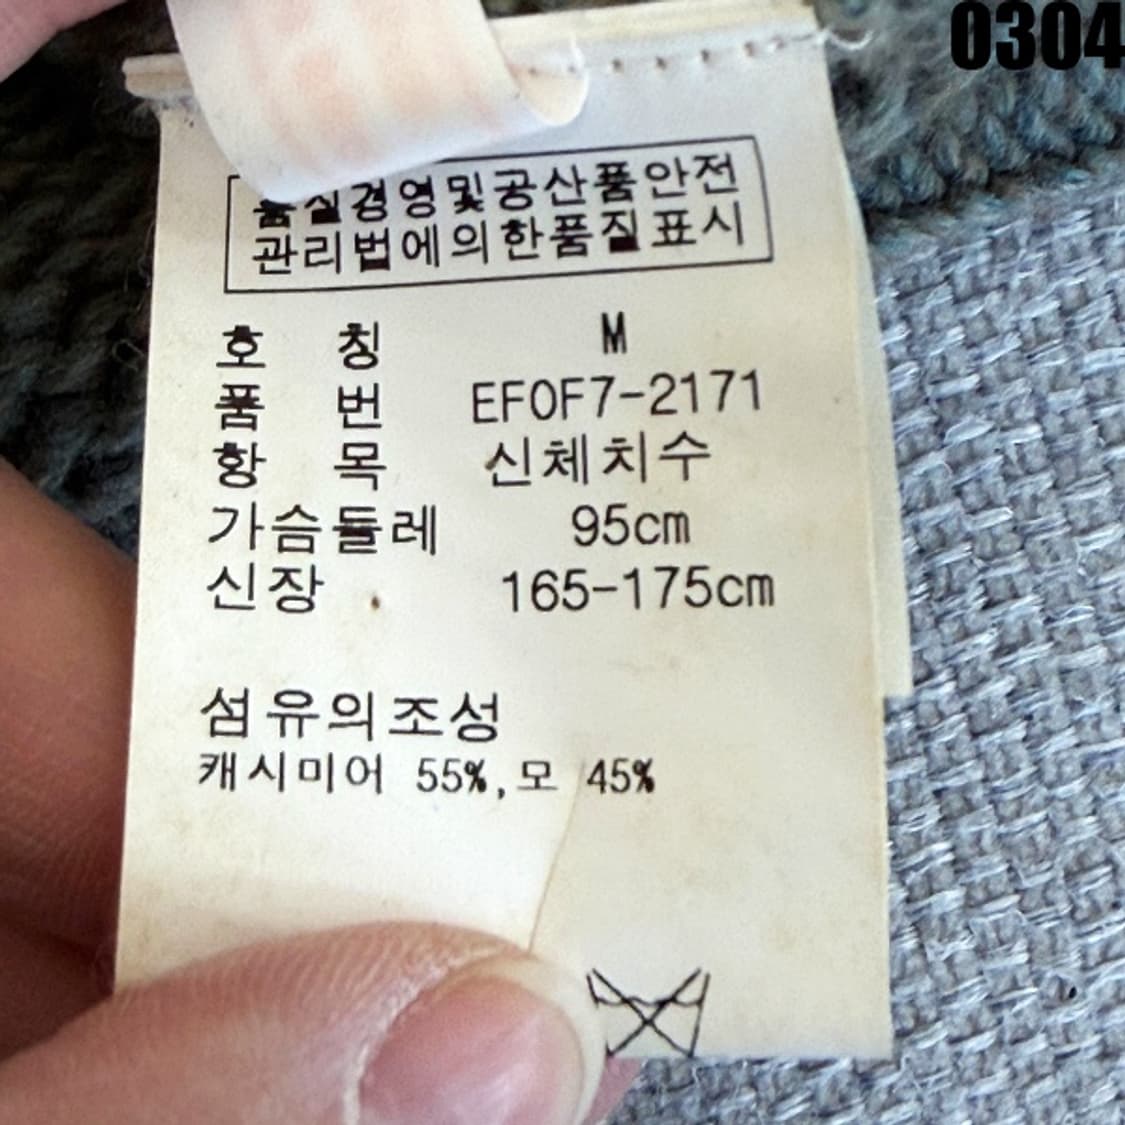 0304
품질경영및공산품안전
관리법에의한품질표시
호 칭 M
품 번 EF0F7-2171
항 목 신체치수
가슴둘레 95cm
신장 165-175cm
섬유의조성
캐시미어 55%,모 45%